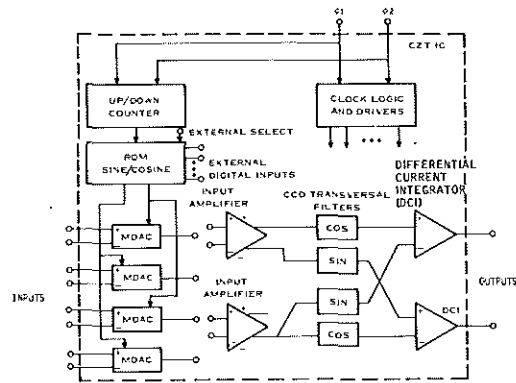 ∅1 ∅2
CZT IC
UP/DOWN
COUNTER
CLOCK LOGIC
AND DRIVERS
EXTERNAL SELECT
ROM
SINE/COSINE
EXTERNAL
DIGITAL INPUTS
DIFFERENTIAL
CURRENT
INTEGRATOR
(DCI)
INPUT
AMPLIFIER
CCD TRANSVERSAL
FILTERS
MDAC
COS
MDAC
SIN
INPUTS
INPUT
AMPLIFIER
OUTPUTS
MDAC
SIN
DCI
COS
MDAC